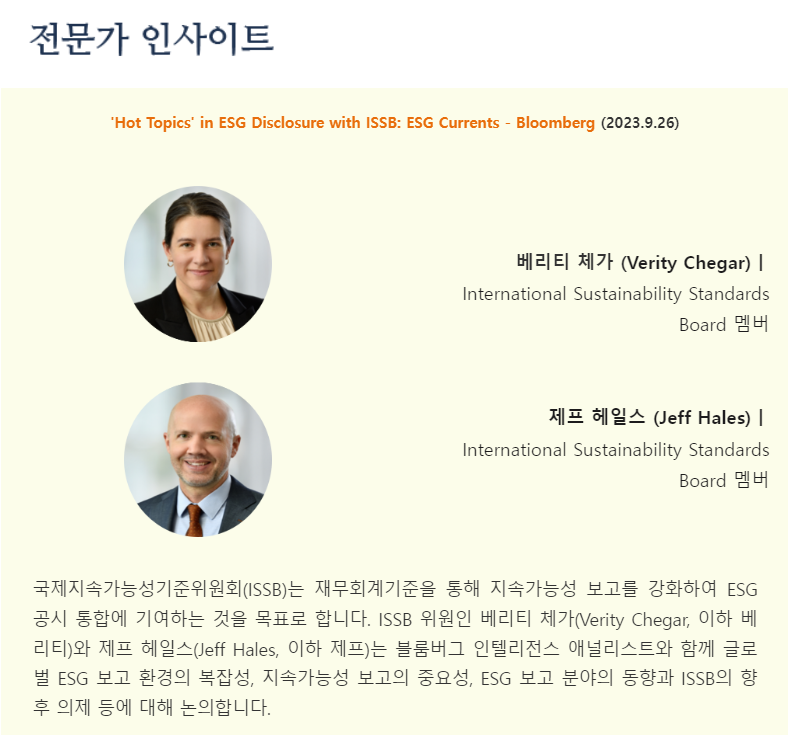 전문가 인사이트
'Hot Topics' in ESG Disclosure with ISSB: ESG Currents - Bloomberg (2023.9.26)
베리티 체가 (Verity Chegar) |
International Sustainability Standards
Board 멤버
제프 헤일스 (Jeff Hales) |
International Sustainability Standards
Board 멤버
국제지속가능성기준위원회(ISSB)는 재무회계기준을 통해 지속가능성 보고를 강화하여 ESG
공시 통합에 기여하는 것을 목표로 합니다. ISSB 위원인 베리티 체가(Verity Chegar, 이하 베
리티)와 제프 헤일스(Jeff Hales, 이하 제프)는 블룸버그 인텔리전스 애널리스트와 함께 글로
벌 ESG 보고 환경의 복잡성, 지속가능성 보고의 중요성, ESG 보고 분야의 동향과 ISSB의 향
후 의제 등에 대해 논의합니다.